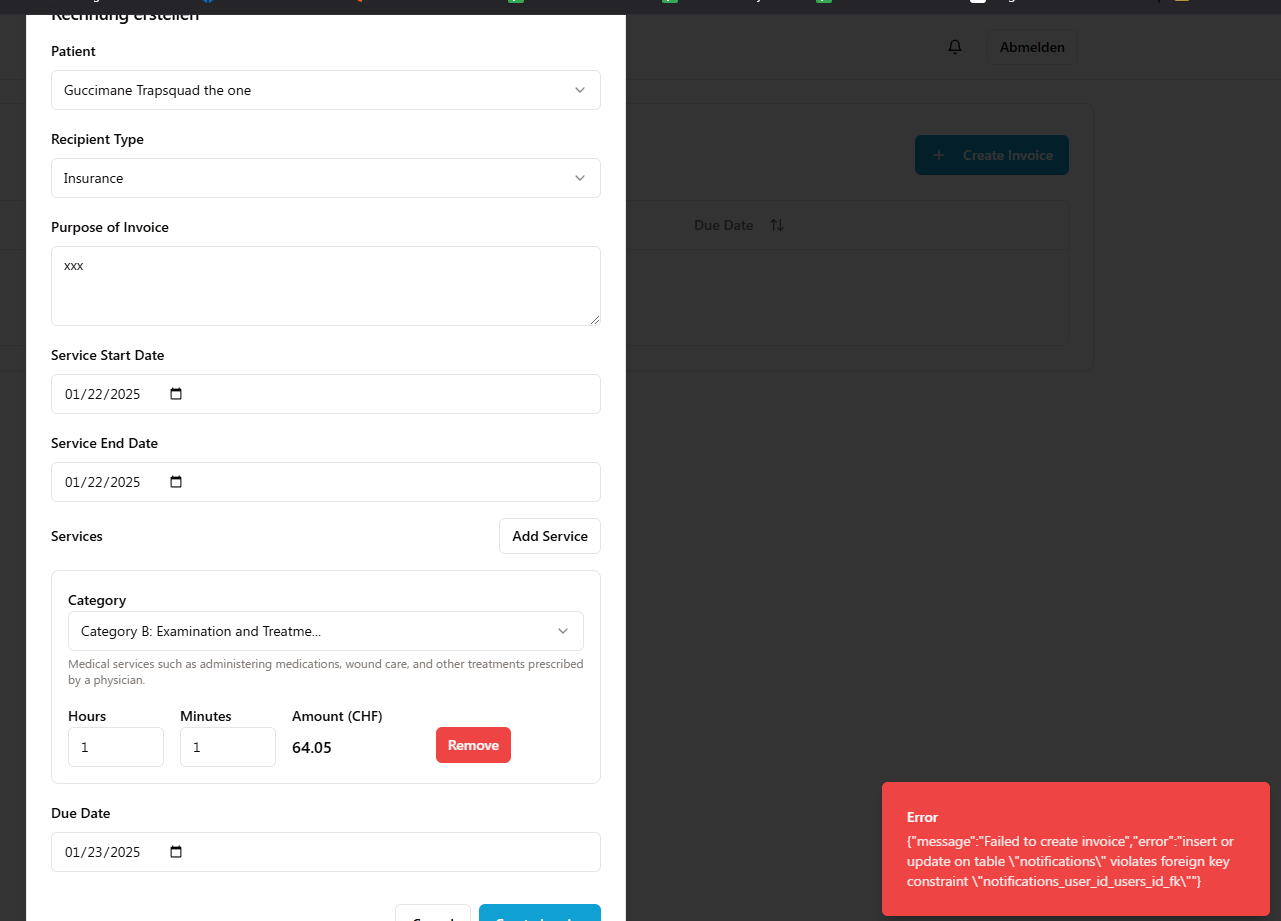 Rechnung erstellen
Patient
Guccimane Trapsquad the one
Recipient Type
Insurance
Purpose of Invoice
xxx
Service Start Date
01/22/2025
Service End Date
01/22/2025
Services
Add Service
Category
Category B: Examination and Treatme...
Medical services such as administering medications, wound care, and other treatments prescribed
by a physician.
Hours
Minutes
Amount (CHF)
1
1
64.05
Remove
Due Date
01/23/2025
Abmelden
+ Create Invoice
Due Date
Error
{"message":"Failed to create invoice","error":"insert or
update on table \"notifications\" violates foreign key
constraint \"notifications_user_id_users_id_fk\""}